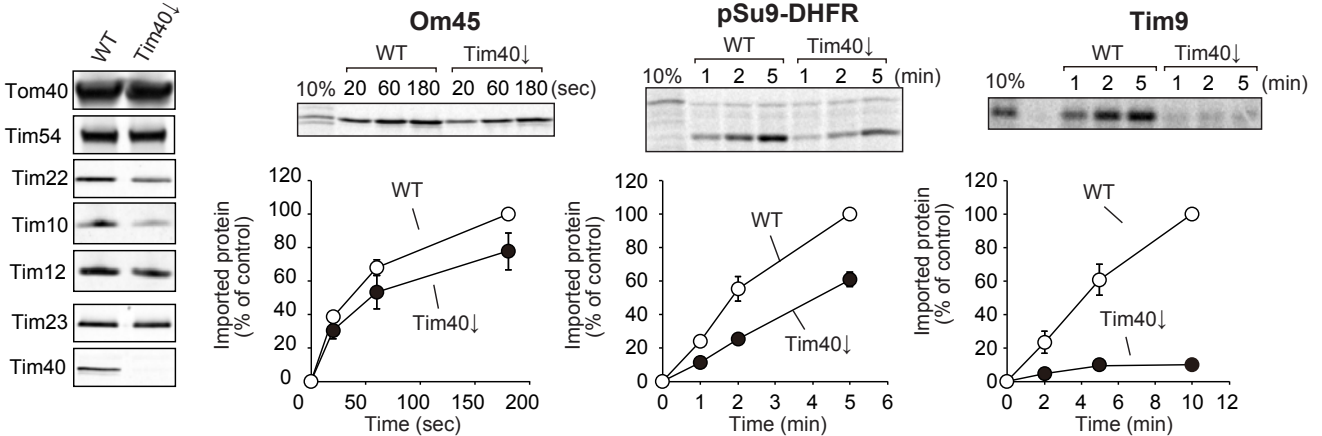 WT Tim40↓
Tom40
Tim54
Tim22
Tim10
Tim12
Tim23
Tim40
Om45
WT Tim40↓
10% 20 60 180 20 60 180 (sec)
Imported protein
(% of control)
120
100
80
60
40
20
0
WT
Tim40↓
0 50 100 150 200
Time (sec)
pSu9-DHFR
WT Tim40↓
10% 1 2 5 1 2 5 (min)
Imported protein
(% of control)
120
100
80
60
40
20
0
WT
Tim40↓
0 1 2 3 4 5 6
Time (min)
Tim9
WT Tim40↓
10% 1 2 5 1 2 5 (min)
Imported protein
(% of control)
120
100
80
60
40
20
0
WT
Tim40↓
0 2 4 6 8 10 12
Time (min)